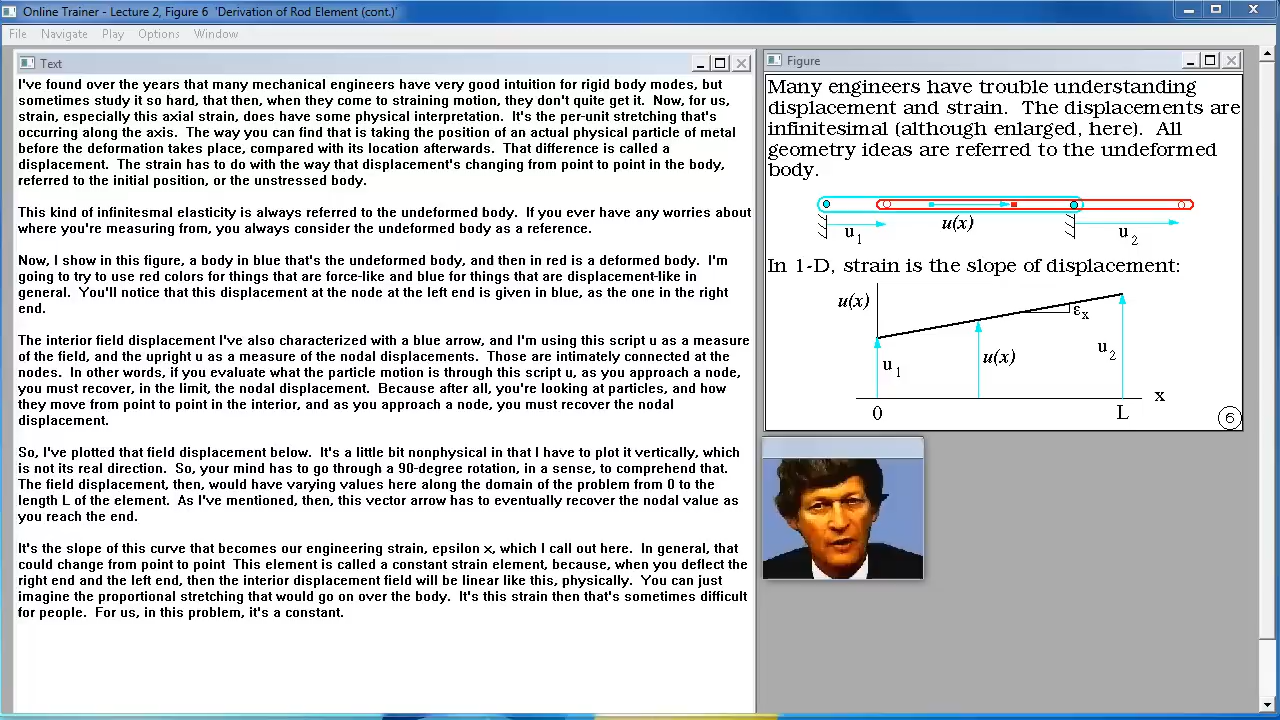 Online Trainer - Lecture 2, Figure 6  'Derivation of Rod Element (cont.)'
File Navigate Play Options Window
Text
I've found over the years that many mechanical engineers have very good intuition for rigid body modes, but
sometimes study it so hard, that then, when they come to straining motion, they don't quite get it.  Now, for us,
strain, especially this axial strain, does have some physical interpretation.  It's the per-unit stretching that's
occurring along the axis.  The way you can find that is taking the position of an actual physical particle of metal
before the deformation takes place, compared with its location afterwards.  That difference is called a
displacement.  The strain has to do with the way that displacement's changing from point to point in the body,
referred to the initial position, or the unstressed body.
This kind of infinitesmal elasticity is always referred to the undeformed body.  If you ever have any worries about
where you're measuring from, you always consider the undeformed body as a reference.
Now, I show in this figure, a body in blue that's the undeformed body, and then in red is a deformed body.  I'm
going to try to use red colors for things that are force-like and blue for things that are displacement-like in
general.  You'll notice that this displacement at the node at the left end is given in blue, as the one in the right
end.
The interior field displacement I've also characterized with a blue arrow, and I'm using this script u as a measure
of the field, and the upright u as a measure of the nodal displacements.  Those are intimately connected at the
nodes.  In other words, if you evaluate what the particle motion is through this script u, as you approach a node,
you must recover, in the limit, the nodal displacement.  Because after all, you're looking at particles, and how
they move from point to point in the interior, and as you approach a node, you must recover the nodal
displacement.
So, I've plotted that field displacement below.  It's a little bit nonphysical in that I have to plot it vertically, which
is not its real direction.  So, your mind has to go through a 90-degree rotation, in a sense, to comprehend that.
The field displacement, then, would have varying values here along the domain of the problem from 0 to the
length L of the element.  As I've mentioned, then, this vector arrow has to eventually recover the nodal value as
you reach the end.
It's the slope of this curve that becomes our engineering strain, epsilon x, which I call out here.  In general, that
could change from point to point  This element is called a constant strain element, because, when you deflect the
right end and the left end, then the interior displacement field will be linear like this, physically.  You can just
imagine the proportional stretching that would go on over the body.  It's this strain then that's sometimes difficult
for people.  For us, in this problem, it's a constant.
Figure
Many engineers have trouble understanding
displacement and strain.  The displacements are
infinitesimal (although enlarged, here).  All
geometry ideas are referred to the undeformed
body.
u1 u(x) u2
In 1-D, strain is the slope of displacement:
u(x)
εx
u1 u(x) u2
x
0 L
6